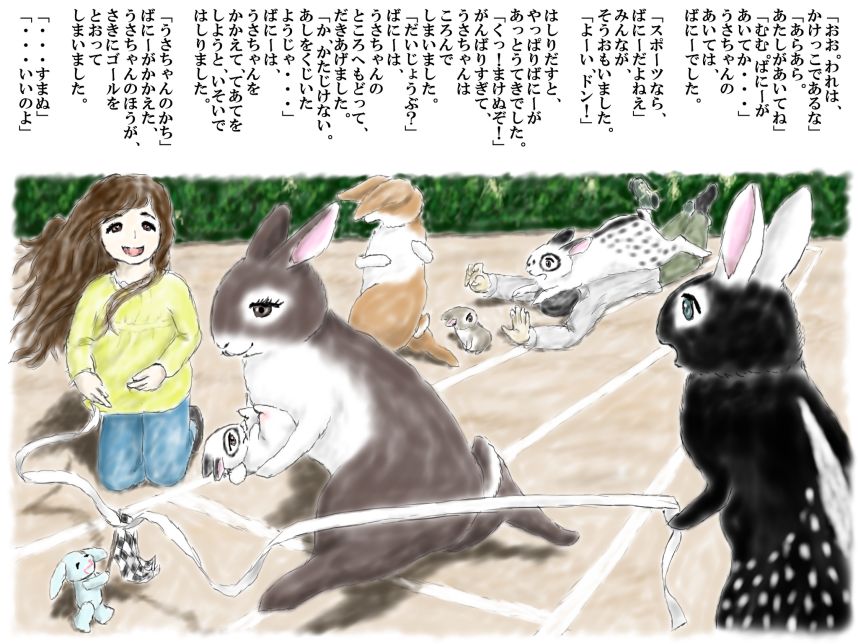 「おお。われは、
かけっこであるな」
「あらあら。
あたしがあいてね」
「むむ。ばにーが
あいてか・・・」
うさちゃんの
あいては、
ばにーでした。
「スポーツなら、
ばにーだよねえ」
みんなが、
そうおもいました。
「よーい、ドン！」
はしりだすと、
やっぱりばにーが
あっとうてきでした。
「くっ！まけぬぞ！」
がんばりすぎて、
うさちゃんは
ころんで
しまいました。
「だいじょうぶ？」
ばにーは、
うさちゃんの
ところへもどって、
だきあげました。
「か、かたじけない。
あしをくじいた
ようじゃ・・・」
ばにーは、
うさちゃんを
かかえて、てあてを
しようと、いそいで
はしりました。
「うさちゃんのかち」
ばにーがかかえた、
うさちゃんのほうが、
さきにゴールを
とおって
しまいました。
「・・・すまぬ」
「・・・いいのよ」